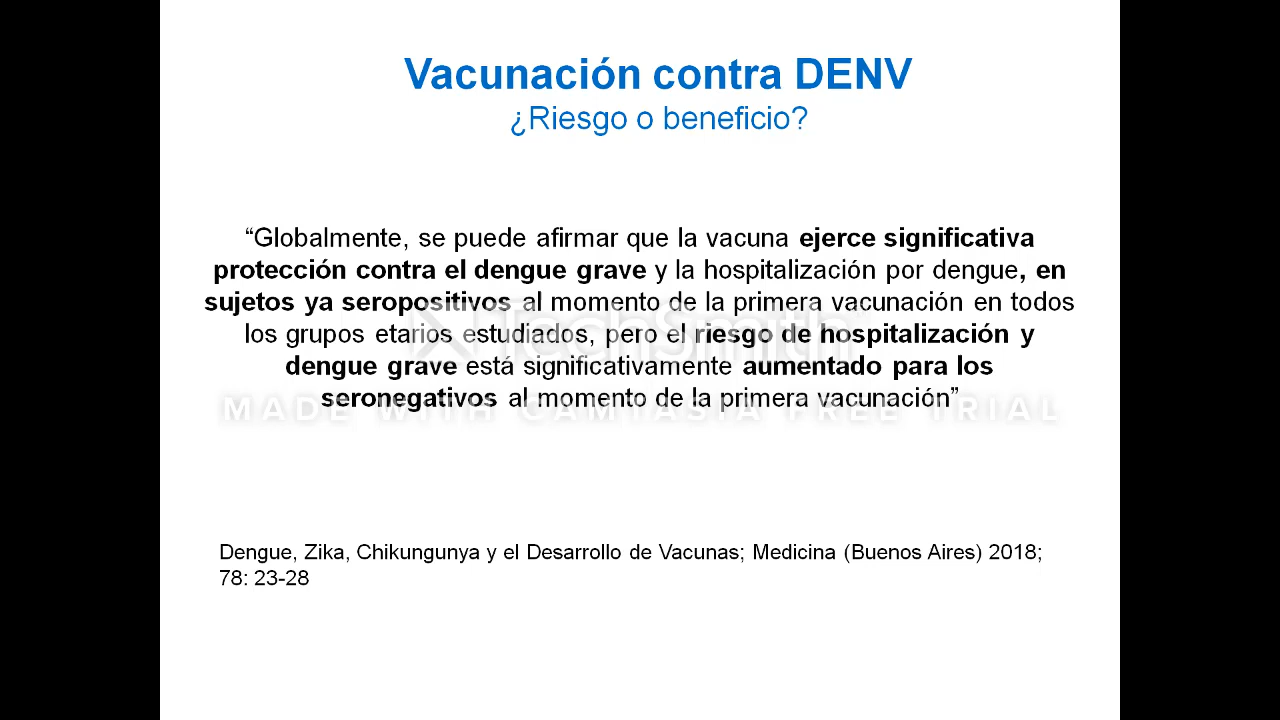 Vacunación contra DENV
¿Riesgo o beneficio?
“Globalmente, se puede afirmar que la vacuna ejerce significativa
protección contra el dengue grave y la hospitalización por dengue, en
sujetos ya seropositivos al momento de la primera vacunación en todos
los grupos etarios estudiados, pero el riesgo de hospitalización y
dengue grave está significativamente aumentado para los
seronegativos al momento de la primera vacunación”
TechSmith
MADE WITH CAMTASIA FREE TRIAL
Dengue, Zika, Chikungunya y el Desarrollo de Vacunas; Medicina (Buenos Aires) 2018;
78: 23-28